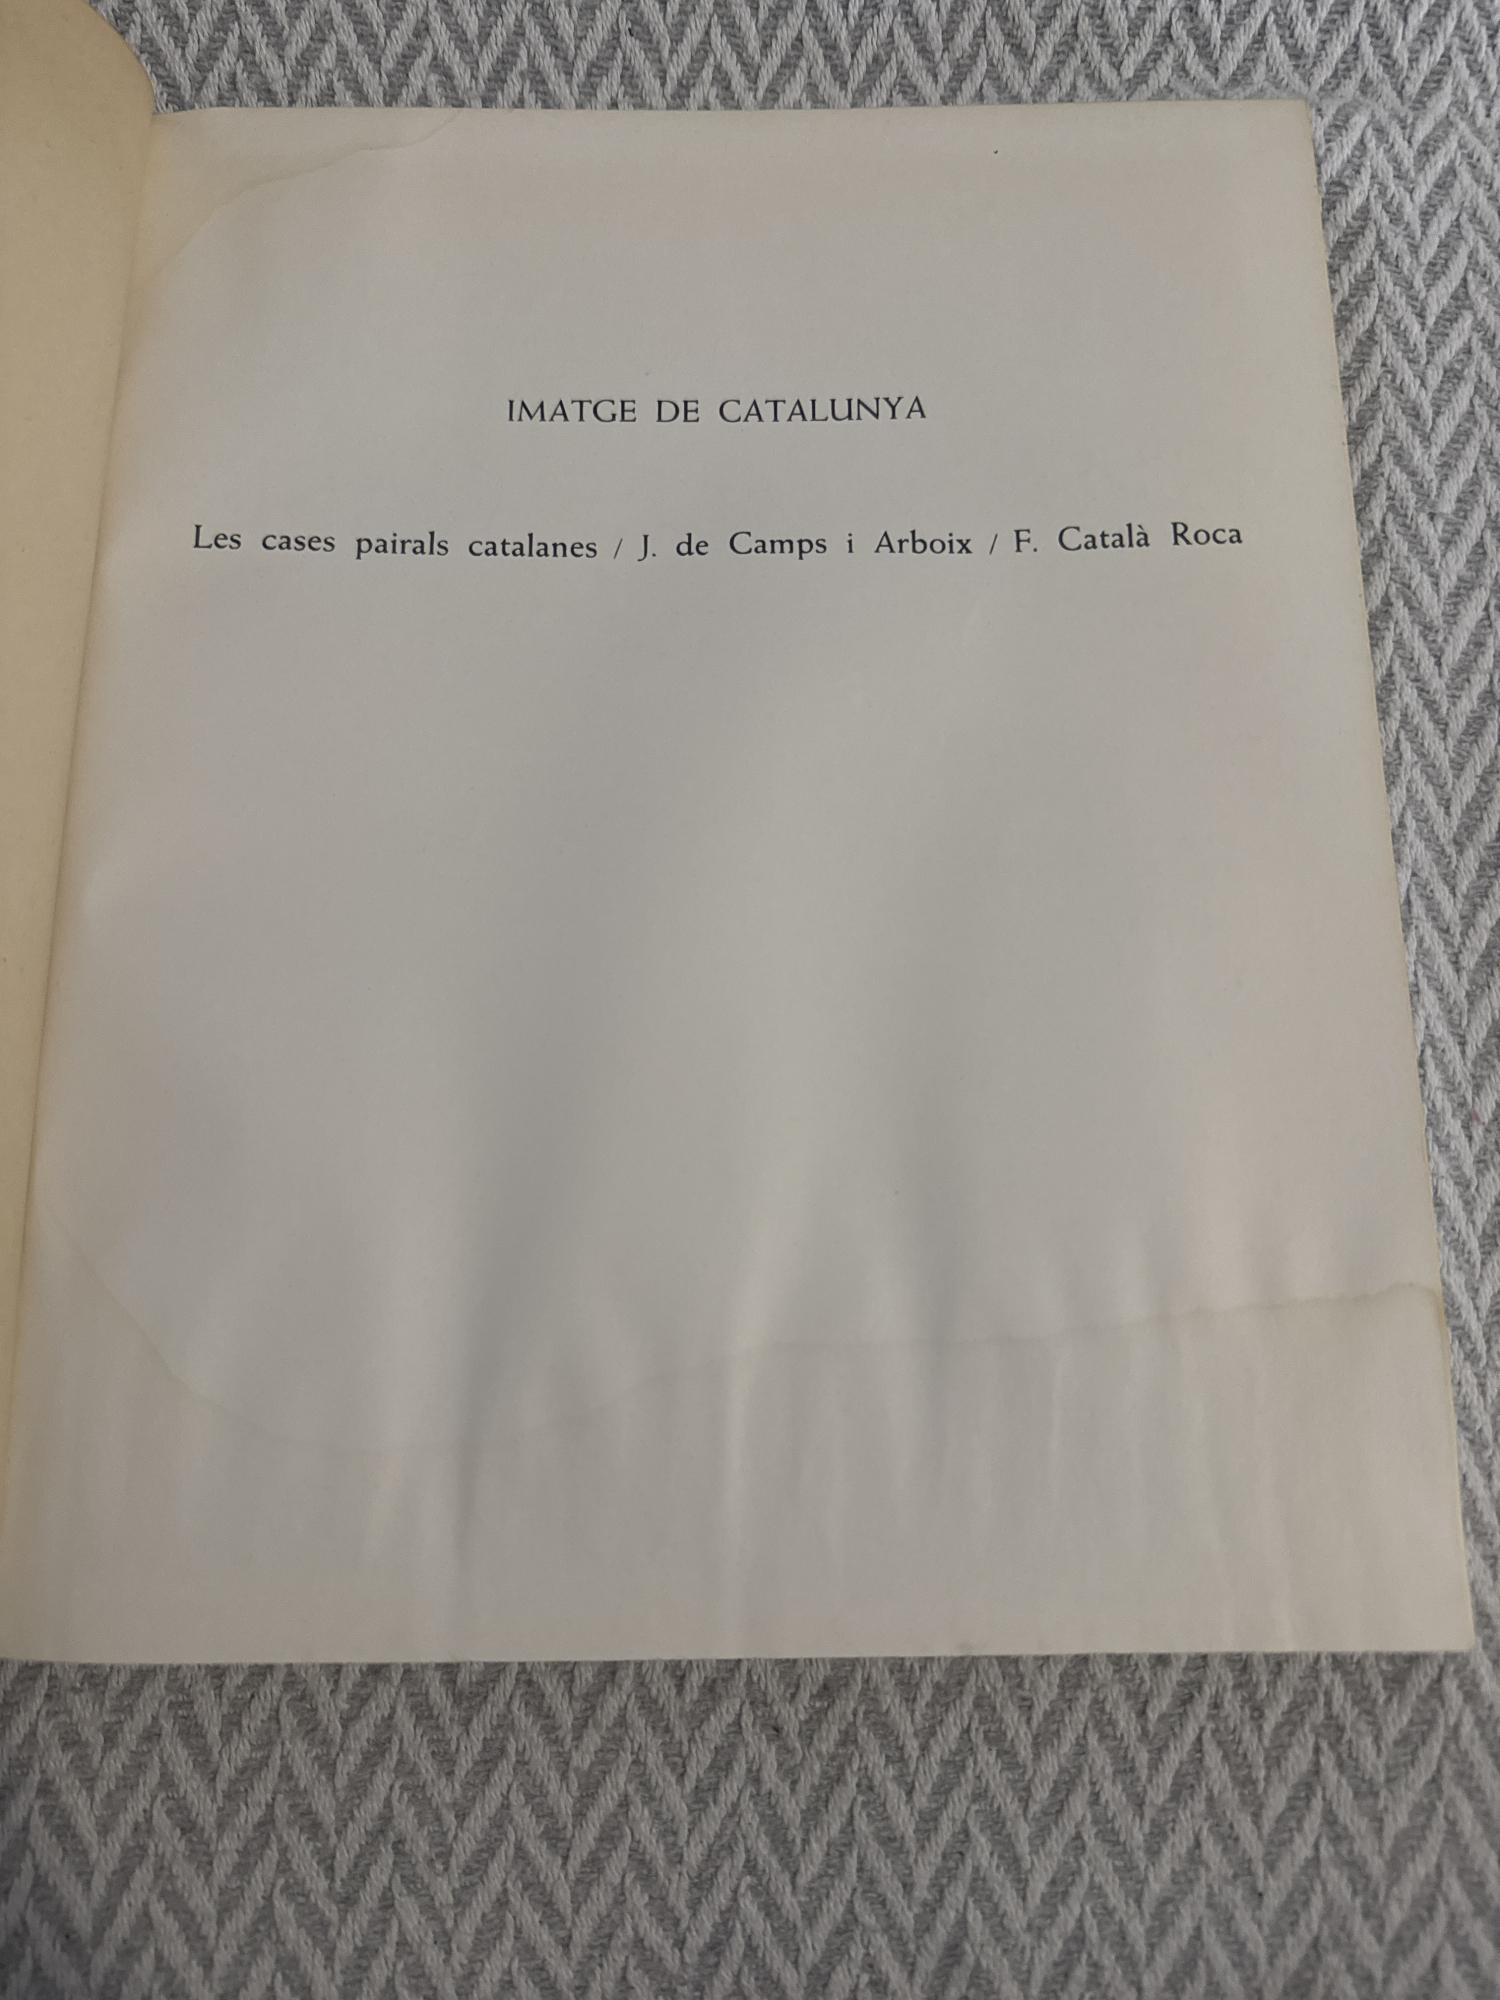 IMATGE DE CATALUNYA
Les cases pairals catalanes / J. de Camps i Arboix / F. Català Roca